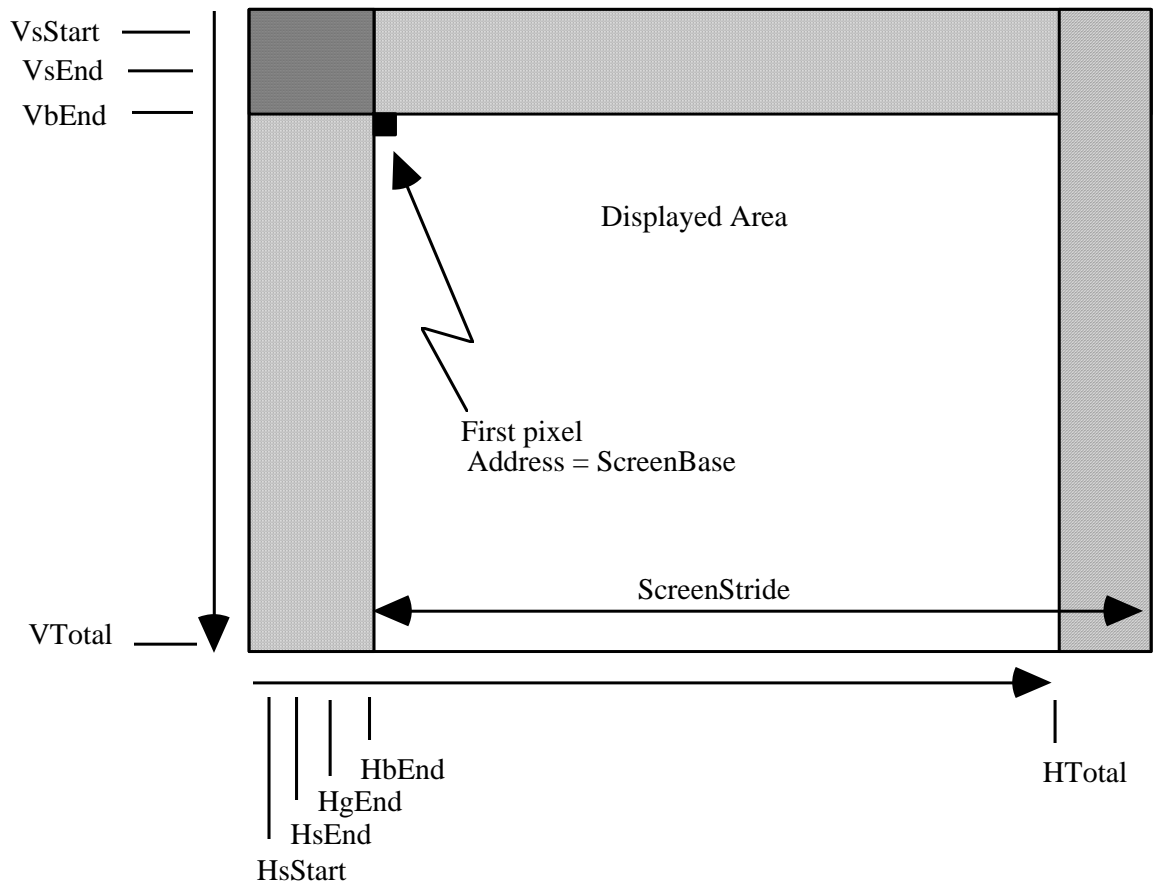 VsStart
VsEnd
VbEnd
Displayed Area
First pixel
Address = ScreenBase
ScreenStride
VTotal
HbEnd
HTotal
HgEnd
HsEnd
HsStart